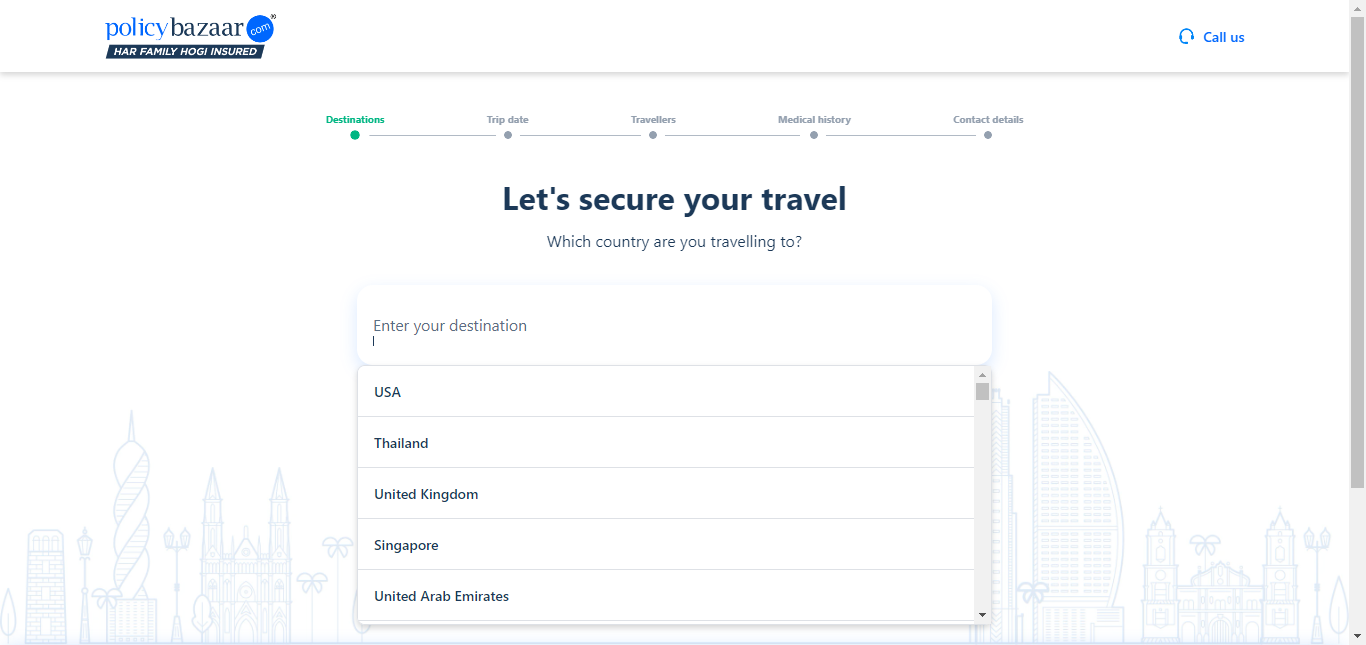 policybazaar.com®
HAR FAMILY HOGI INSURED
Call us
Destinations
Trip date
Travellers
Medical history
Contact details
Let's secure your travel
Which country are you travelling to?
Enter your destination
USA
Thailand
United Kingdom
Singapore
United Arab Emirates